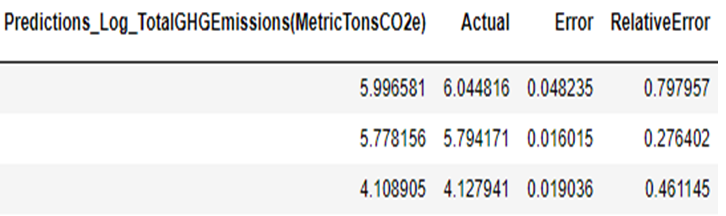 Predictions_Log_TotalGHGEmissions(MetricTonsCO2e) Actual Error RelativeError
5.996581 6.044816 0.048235 0.797957
5.778156 5.794171 0.016015 0.276402
4.108905 4.127941 0.019036 0.461145